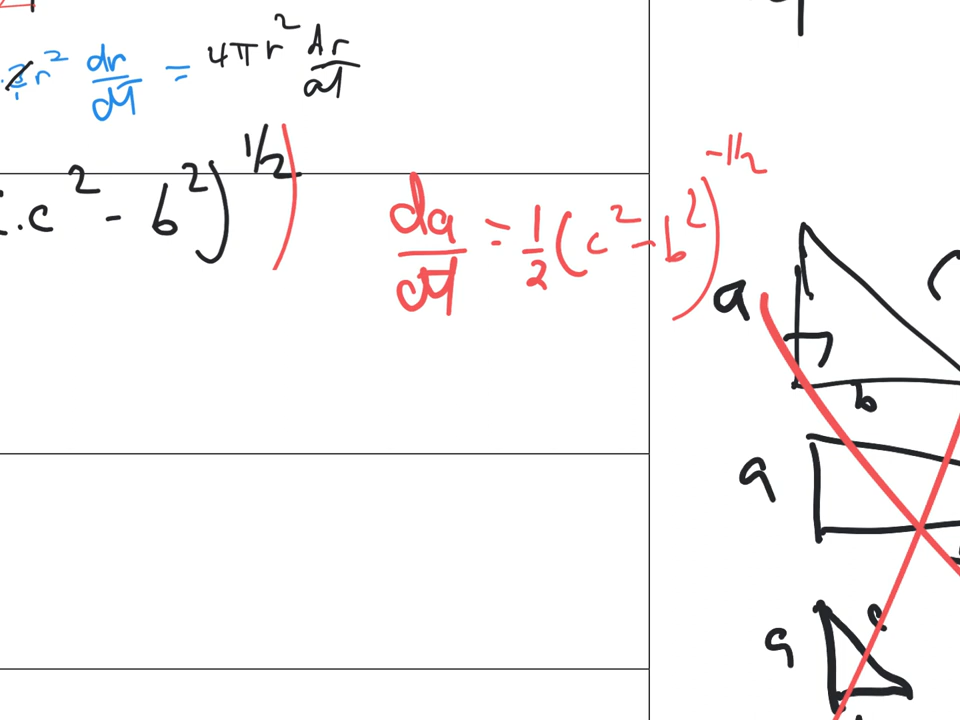 r² dr/dt = 4πr² dr/dt
c² - b²)^1/2)
da/dt = 1/2 (c² - b²)^-1/2
a
b
a
a
c